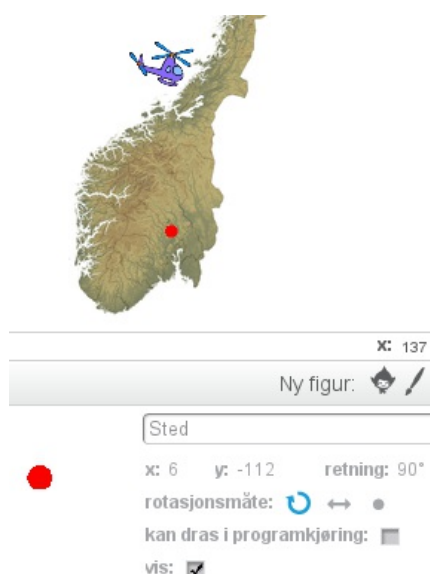 x: 137
Ny figur:
Sted
x: 6 y: -112 retning: 90°
rotasjonsmåte:
kan dras i programkjøring:
vis: